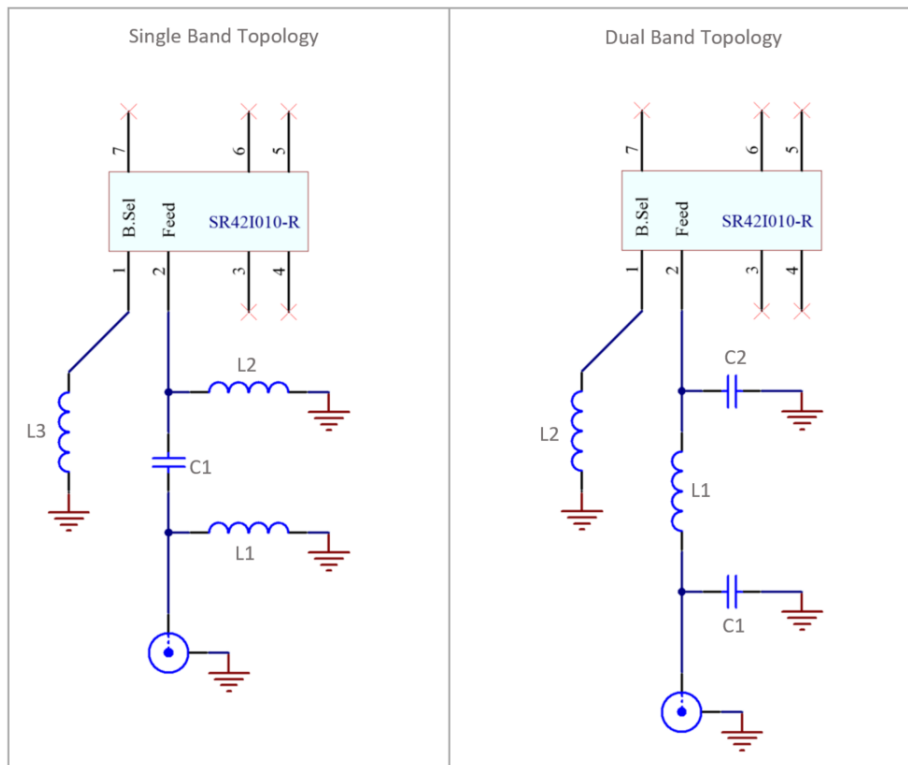 Single Band Topology
7
6
5
B.Sel
Feed
SR42I010-R
1
2
3
4
L2
L3
C1
L1
Dual Band Topology
7
6
5
B.Sel
Feed
SR42I010-R
1
2
3
4
C2
L2
L1
C1